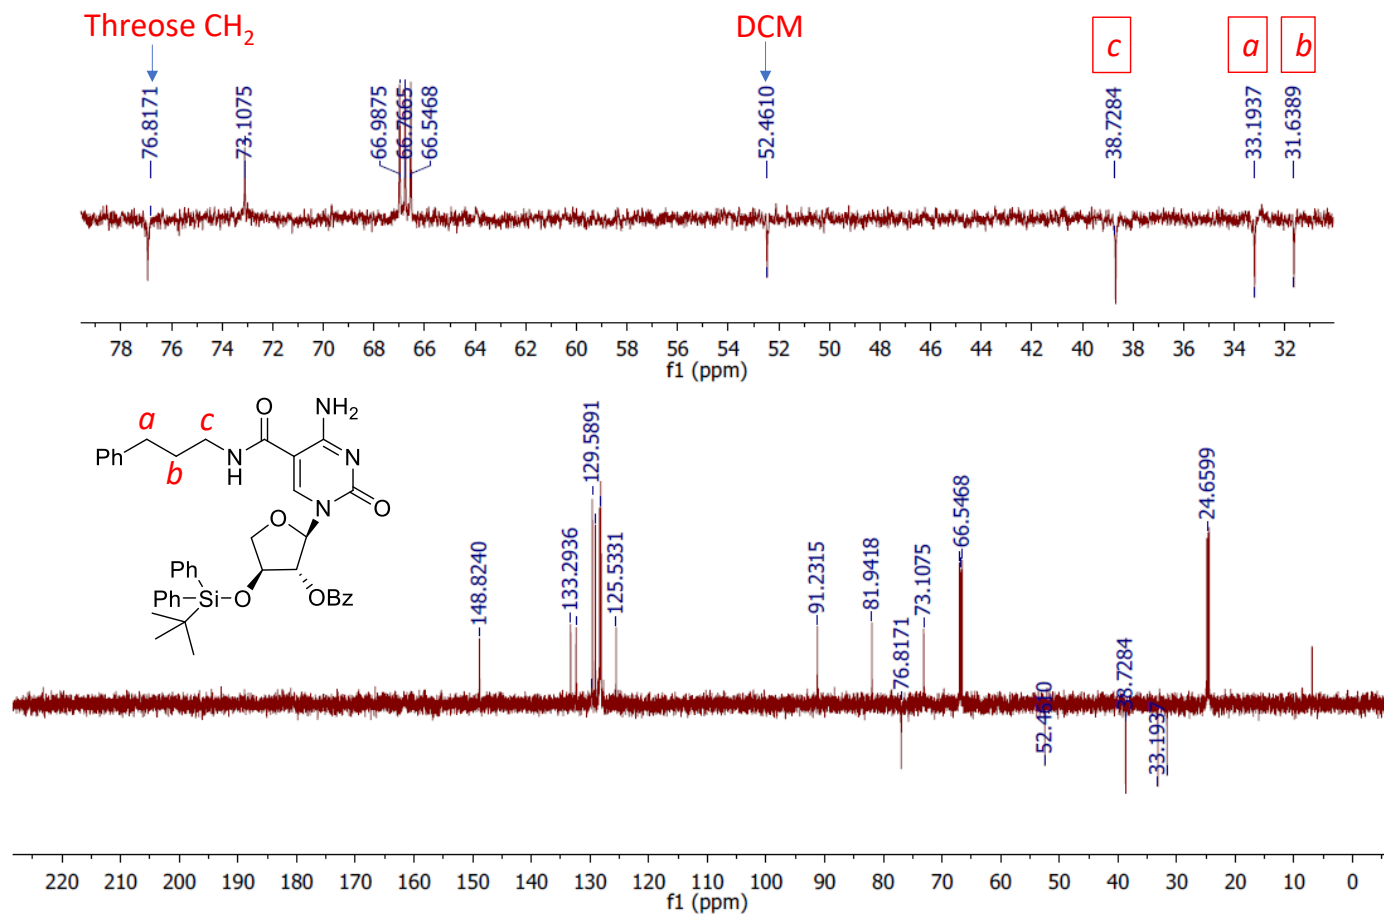 Threose CH₂ DCM c a b
76.8171 73.1075 66.9875 66.7665 66.5468 52.4610 38.7284 33.1937 31.6389
78 76 74 72 70 68 66 64 62 60 58 56 54 52 50 48 46 44 42 40 38 36 34 32
f1 (ppm)
a c O NH₂
Ph b N H N
N O
O
Ph
Ph Si O OBz
148.8240 133.2936 129.5891 125.5331 91.2315 81.9418 76.8171 73.1075 66.5468 52.4610 38.7284 33.1937 24.6599
220 210 200 190 180 170 160 150 140 130 120 110 100 90 80 70 60 50 40 30 20 10 0
f1 (ppm)